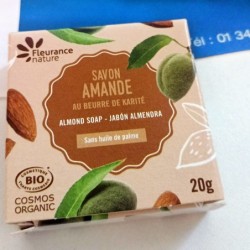 Fleurance
nature
él : 01 34
SAVON
AMANDE
AU BEURRE DE KARITÉ
ALMOND SOAP - JABÓN ALMENDRA
Sans huile de palme
COSMÉTIQUE
BIO
COSMOS
ORGANIC
20g